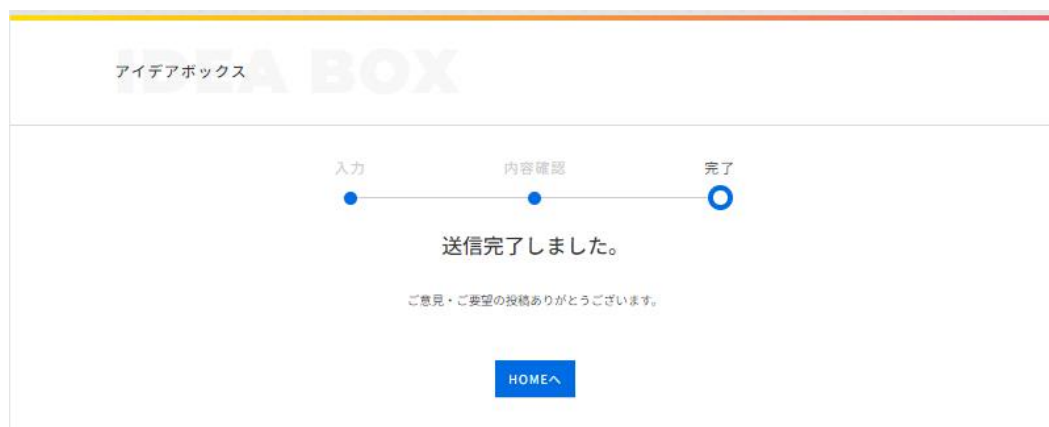 IDEA BOX
アイデアボックス
入力 内容確認 完了
送信完了しました。
ご意見・ご要望の投稿ありがとうございます。
HOMEへ